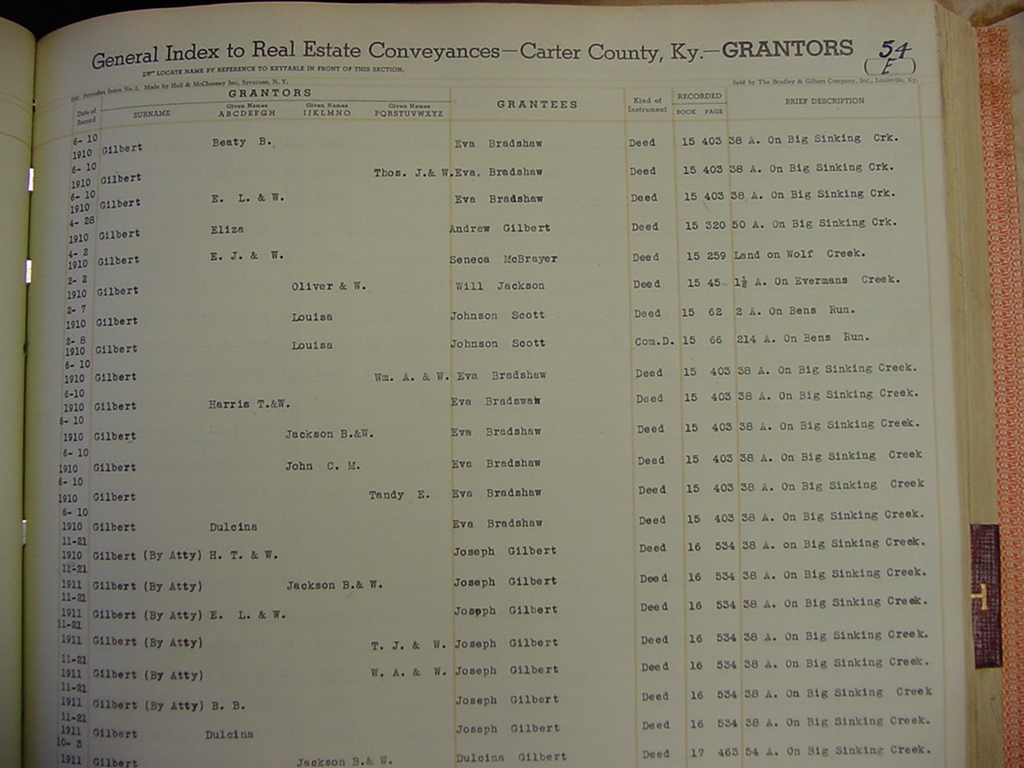 General Index to Real Estate Conveyances—Carter County, Ky.—GRANTORS 54
LOCATE NAME BY REFERENCE TO KEYTABLE IN FRONT OF THIS SECTION. (F)
Made by Hall & McChesney Inc, Syracuse, N. Y. Sold by The Bradley & Gilbert Company, Inc., Louisville, Ky.
Date of Record GRANTORS GRANTEES Kind of Instrument RECORDED BRIEF DESCRIPTION
SURNAME Given Names ABCDEFGH Given Names IJKLMNO Given Names PQRSTUVWXYZ BOOK PAGE
6- 10
1910 Gilbert Beaty B. Eva Bradshaw Deed 15 403 38 A. On Big Sinking Crk.
6- 10
1910 Gilbert Thos. J.& W. Eva. Bradshaw Deed 15 403 38 A. On Big Sinking Crk.
6- 10
1910 Gilbert E. L. & W. Eva Bradshaw Deed 15 403 38 A. On Big Sinking Crk.
4- 28
1910 Gilbert Eliza Andrew Gilbert Deed 15 320 50 A. On Big Sinking Crk.
4- 2
1910 Gilbert E. J. & W. Seneca McBrayer Deed 15 259 Land on Wolf Creek.
2- 2
1910 Gilbert Oliver & W. Will Jackson Deed 15 45 1½ A. On Evermans Creek.
2- 7
1910 Gilbert Louisa Johnson Scott Deed 15 62 2 A. On Bens Run.
2- 8
1910 Gilbert Louisa Johnson Scott Com.D. 15 66 214 A. On Bens Run.
6- 10
1910 Gilbert Wm. A. & W. Eva Bradshaw Deed 15 403 38 A. On Big Sinking Creek.
6-10
1910 Gilbert Harris T.&W. Eva Deed 15 403 38 A. On Big Sinking Creek.
6- 10
1910 Gilbert Jackson B.&W. Eva Bradshaw Deed 15 403 38 A. On Big Sinking Creek.
6- 10
1910 Gilbert John C. M. Eva Bradshaw Deed 15 403 38 A. On Big Sinking Creek
6- 10
1910 Gilbert Tandy E. Eva Bradshaw Deed 15 403 38 A. On Big Sinking Creek
6- 10
1910 Gilbert Dulcina Eva Bradshaw Deed 15 403 38 A. On Big Sinking Creek.
11-21
1910 Gilbert (By Atty) H. T. & W. Joseph Gilbert Deed 16 534 38 A. on Big Sinking Creek.
11-21
1911 Gilbert (By Atty) Jackson B.& W. Joseph Gilbert Deed 16 534 38 A. On Big Sinking Creek.
11-21
1911 Gilbert (By Atty) E. L. & W. Joseph Gilbert Deed 16 534 38 A. On Big Sinking Creek.
11-21
1911 Gilbert (By Atty) T. J. & W. Joseph Gilbert Deed 16 534 38 A. On Big Sinking Creek.
11-21
1911 Gilbert (By Atty) W. A. & W. Joseph Gilbert Deed 16 534 38 A. On Big Sinking Creek.
11-21
1911 Gilbert (By Atty) B. B. Joseph Gilbert Deed 16 534 38 A. On Big Sinking Creek
11-21
1911 Gilbert Dulcina Joseph Gilbert Deed 16 534 38 A. On Big Sinking Creek.
10- 3
1911 Gilbert Jackson B.& W. Dulcina Gilbert Deed 17 463 54 A. On Big Sinking Creek.